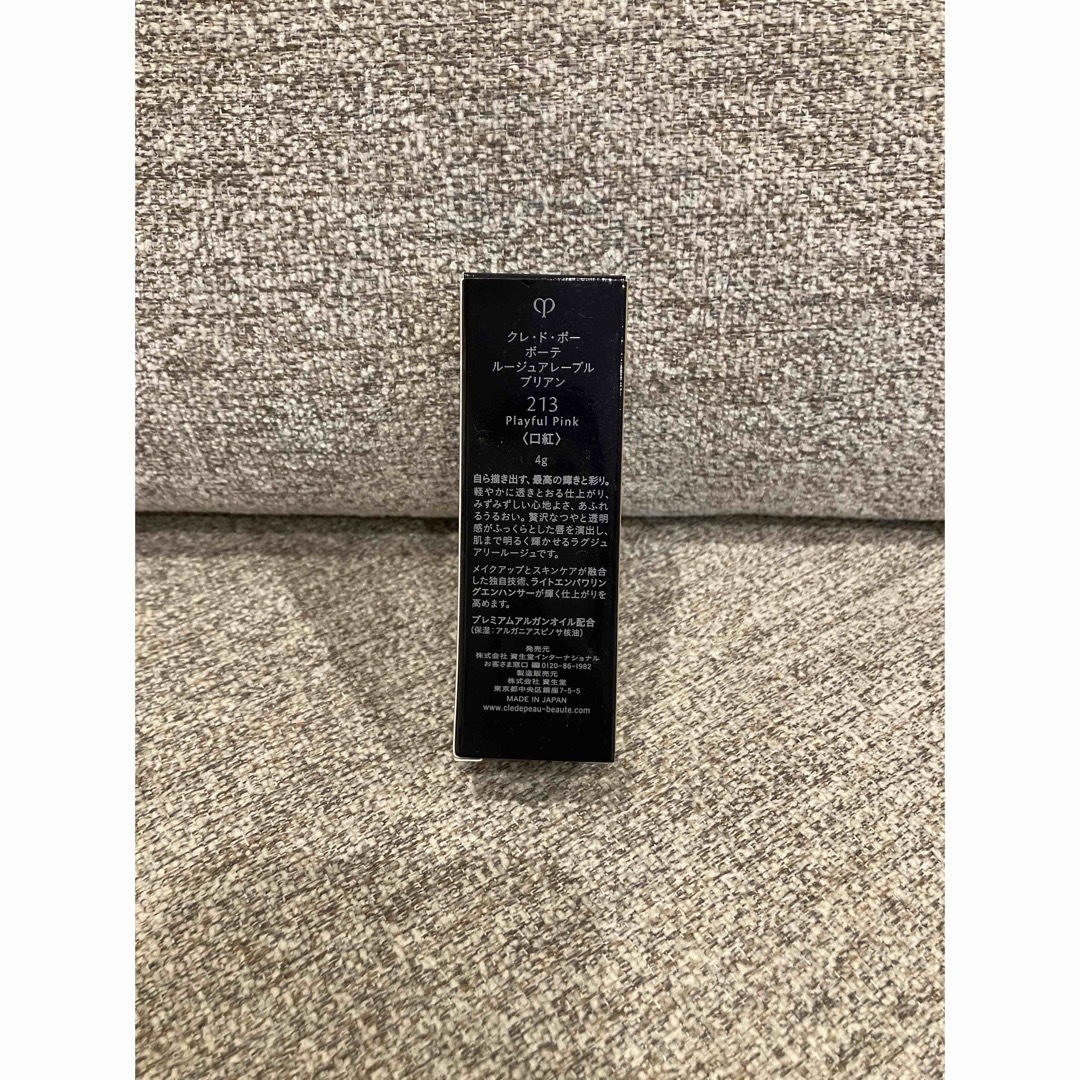 クレ・ド・ポー
ボーテ
ルージュアレーブル
ブリアン
213
Playful Pink
〈口紅〉
4g
自ら描き出す、最高の輝きと彩り。
軽やかに透きとおる仕上がり、
みずみずしい心地よさ、あふれ
るうるおい。贅沢なつやと透明
感がふっくらとした唇を演出し、
肌まで明るく輝かせるラグジュ
アリールージュです。
メイクアップとスキンケアが融合
した独自技術、ライトエンパワリン
グエンハンサーが輝く仕上がりを
高めます。
プレミアムアルガンオイル配合
(保湿:アルガニアスピノサ核油)
発売元
株式会社 資生堂インターナショナル
お客さま窓口 0120-86-1982
製造販売元
株式会社 資生堂
東京都中央区銀座7-5-5
MADE IN JAPAN
www.cledepeau-beaute.com